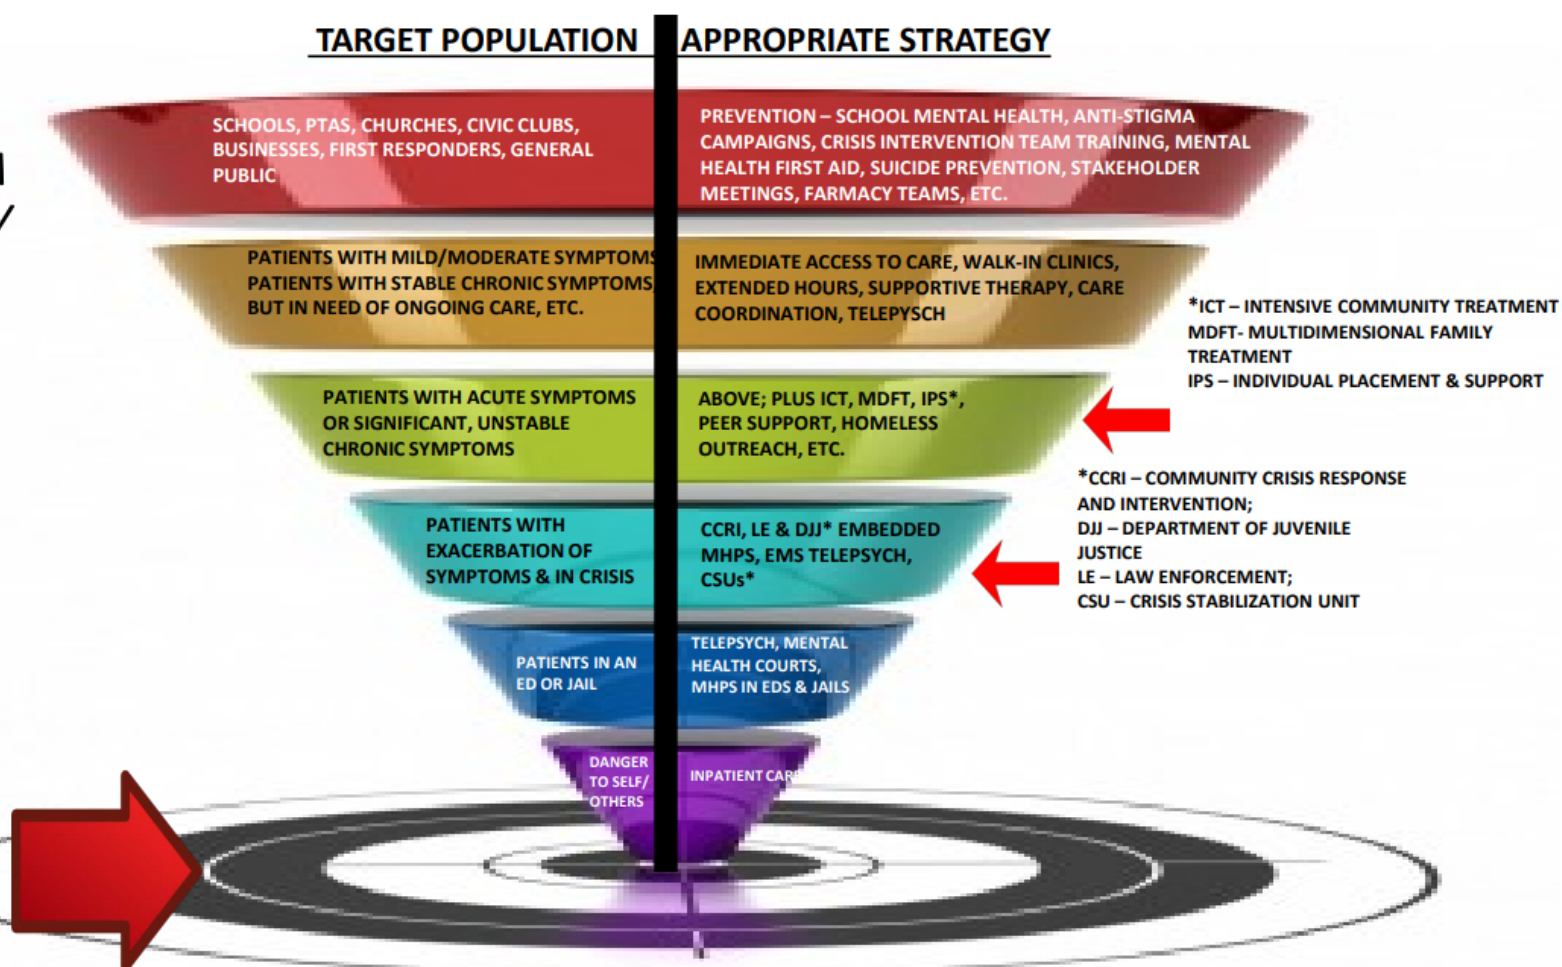 TARGET POPULATION
APPROPRIATE STRATEGY
SCHOOLS, PTAS, CHURCHES, CIVIC CLUBS,
BUSINESSES, FIRST RESPONDERS, GENERAL
PUBLIC
PREVENTION – SCHOOL MENTAL HEALTH, ANTI-STIGMA
CAMPAIGNS, CRISIS INTERVENTION TEAM TRAINING, MENTAL
HEALTH FIRST AID, SUICIDE PREVENTION, STAKEHOLDER
MEETINGS, FARMACY TEAMS, ETC.
PATIENTS WITH MILD/MODERATE SYMPTOMS
PATIENTS WITH STABLE CHRONIC SYMPTOMS,
BUT IN NEED OF ONGOING CARE, ETC.
IMMEDIATE ACCESS TO CARE, WALK-IN CLINICS,
EXTENDED HOURS, SUPPORTIVE THERAPY, CARE
COORDINATION, TELEPYSCH
*ICT – INTENSIVE COMMUNITY TREATMENT
MDFT- MULTIDIMENSIONAL FAMILY
TREATMENT
IPS – INDIVIDUAL PLACEMENT & SUPPORT
PATIENTS WITH ACUTE SYMPTOMS
OR SIGNIFICANT, UNSTABLE
CHRONIC SYMPTOMS
ABOVE; PLUS ICT, MDFT, IPS*,
PEER SUPPORT, HOMELESS
OUTREACH, ETC.
*CCRI – COMMUNITY CRISIS RESPONSE
AND INTERVENTION;
DJJ – DEPARTMENT OF JUVENILE
JUSTICE
LE – LAW ENFORCEMENT;
CSU – CRISIS STABILIZATION UNIT
PATIENTS WITH
EXACERBATION OF
SYMPTOMS & IN CRISIS
CCRI, LE & DJJ* EMBEDDED
MHPS, EMS TELEPSYCH,
CSUs*
PATIENTS IN AN
ED OR JAIL
TELEPSYCH, MENTAL
HEALTH COURTS,
MHPS IN EDS & JAILS
DANGER
TO SELF/
OTHERS
INPATIENT CARE